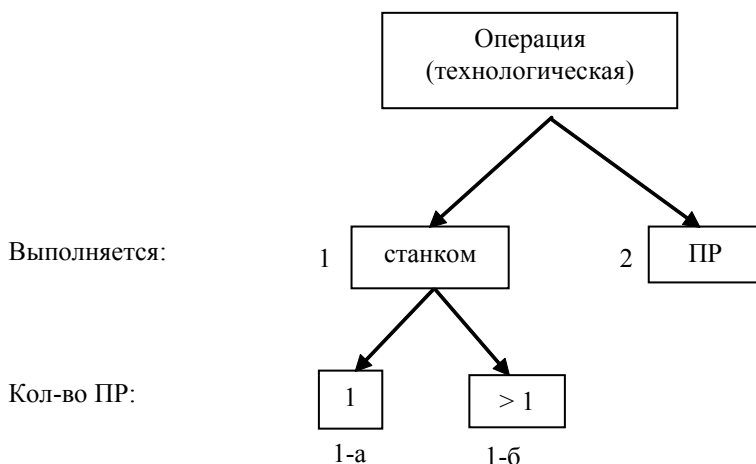 Операция
(технологическая)
Выполняется:
1
станком
2
ПР
Кол-во ПР:
1
> 1
1-а
1-б